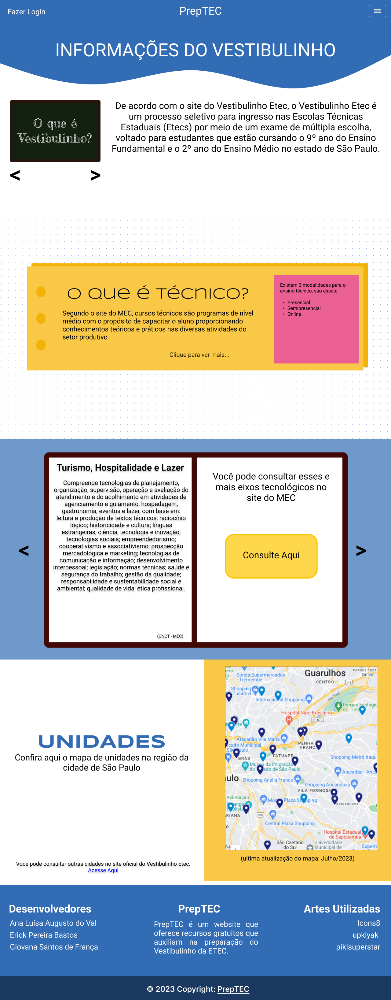 Fazer Login
PrepTEC
INFORMAÇÕES DO VESTIBULINHO
O que é
Vestibulinho?
< >
De acordo com o site do Vestibulinho Etec, o Vestibulinho Etec é
um processo seletivo para ingresso nas Escolas Técnicas
Estaduais (Etecs) por meio de um exame de múltipla escolha,
voltado para estudantes que estão cursando o 9º ano do Ensino
Fundamental e o 2º ano do Ensino Médio no estado de São Paulo.
O que é Técnico?
Segundo o site do MEC, cursos técnicos são programas de nível
médio com o propósito de capacitar o aluno proporcionando
conhecimentos teóricos e práticos nas diversas atividades do
setor produtivo
Clique para ver mais...
Existem 3 modalidades para o
ensino técnico, são essas:
• Presencial
• Semipresencial
• Online
Turismo, Hospitalidade e Lazer
Compreende tecnologias de planejamento,
organização, supervisão, operação e avaliação do
atendimento e do acolhimento em atividades de
agenciamento e guiamento, hospedagem,
gastronomia, eventos e lazer, com base em:
leitura e produção de textos técnicos; raciocínio
lógico; historicidade e cultura; línguas
estrangeiras; ciência, tecnologia e inovação;
tecnologias sociais; empreendedorismo;
cooperativismo e associativismo; prospecção
mercadológica e marketing; tecnologias de
comunicação e informação; desenvolvimento
interpessoal; legislação; normas técnicas; saúde e
segurança do trabalho; gestão da qualidade;
responsabilidade e sustentabilidade social e
ambiental; qualidade de vida; ética profissional.
(CNCT - MEC)
Você pode consultar esses e
mais eixos tecnológicos no
site do MEC
Consulte Aqui
< >
UNIDADES
Confira aqui o mapa de unidades na região da
cidade de São Paulo
Você pode consultar outras cidades no site oficial do Vestibulinho Etec.
Acesse Aqui
Guarulhos
CENTRO
PARQUE CECA
SP-060
116
Sonda Supermercados
- Tremembé
Shopping
Tucuruvi
Internacional Shopping
Rio Tietê
Parque Ecológic
do Tietê
Hospital Nipo-Brasileiro
SP-070
Atacadão Vila Maria
cado Municipal
PENHA
BRÁS
TATUAPÉ
Shopping Metrô Itaqu
Museu da Imigração
do Estado de São Paulo
Atacadão - Aric
Shopping Anália Franco
Shopping Aricanduva
VILA FORMOSA
Aclimação
Mooca Plaza Shopping
ARICANDUVA
050
Central Plaza Shopping
Hospital Estadual
de Sapopemba
São Caetano
do Sul
Universidade
Municipal de
(ultima atualização do mapa: Julho/2023)
Desenvolvedores
Ana Luísa Augusto do Val
Erick Pereira Bastos
Giovana Santos de França
PrepTEC
PrepTEC é um website que
oferece recursos gratuitos que
auxiliam na preparação do
Vestibulinho da ETEC.
Artes Utilizadas
Icons8
upklyak
pikisuperstar
© 2023 Copyright: PrepTEC